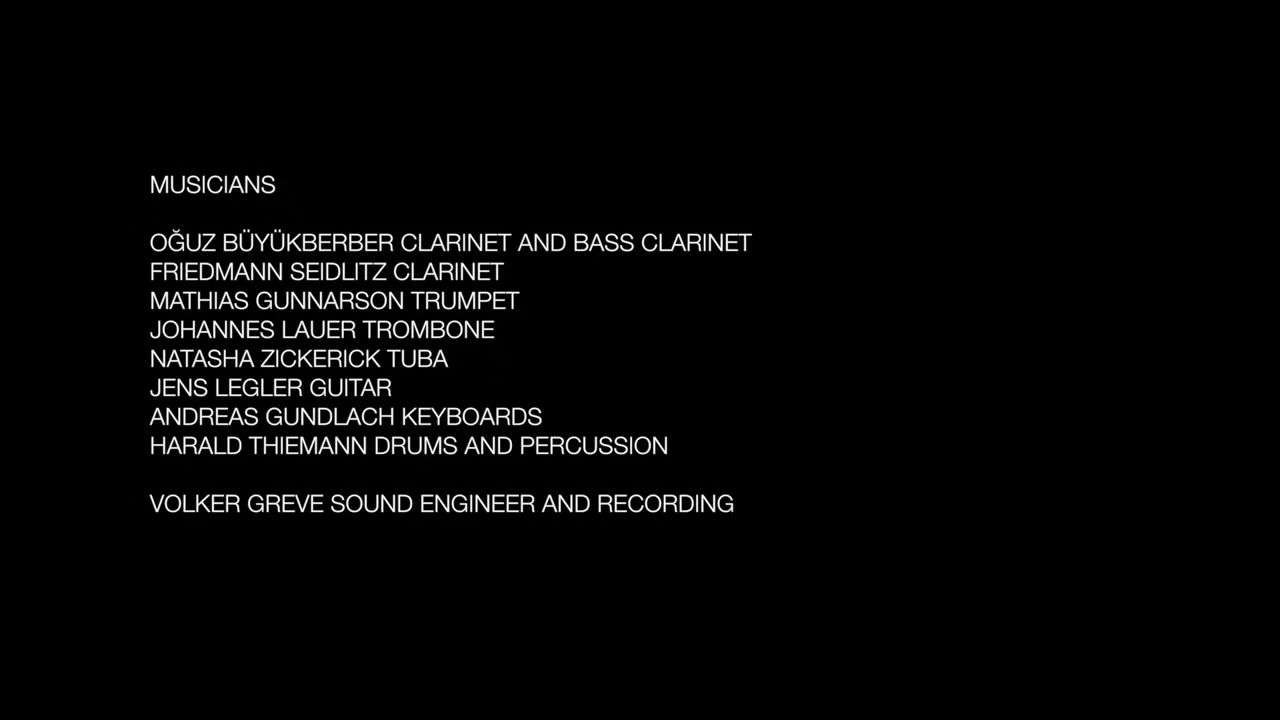 MUSICIANS
OĞUZ BÜYÜKBERBER CLARINET AND BASS CLARINET
FRIEDMANN SEIDLITZ CLARINET
MATHIAS GUNNARSON TRUMPET
JOHANNES LAUER TROMBONE
NATASHA ZICKERICK TUBA
JENS LEGLER GUITAR
ANDREAS GUNDLACH KEYBOARDS
HARALD THIEMANN DRUMS AND PERCUSSION
VOLKER GREVE SOUND ENGINEER AND RECORDING